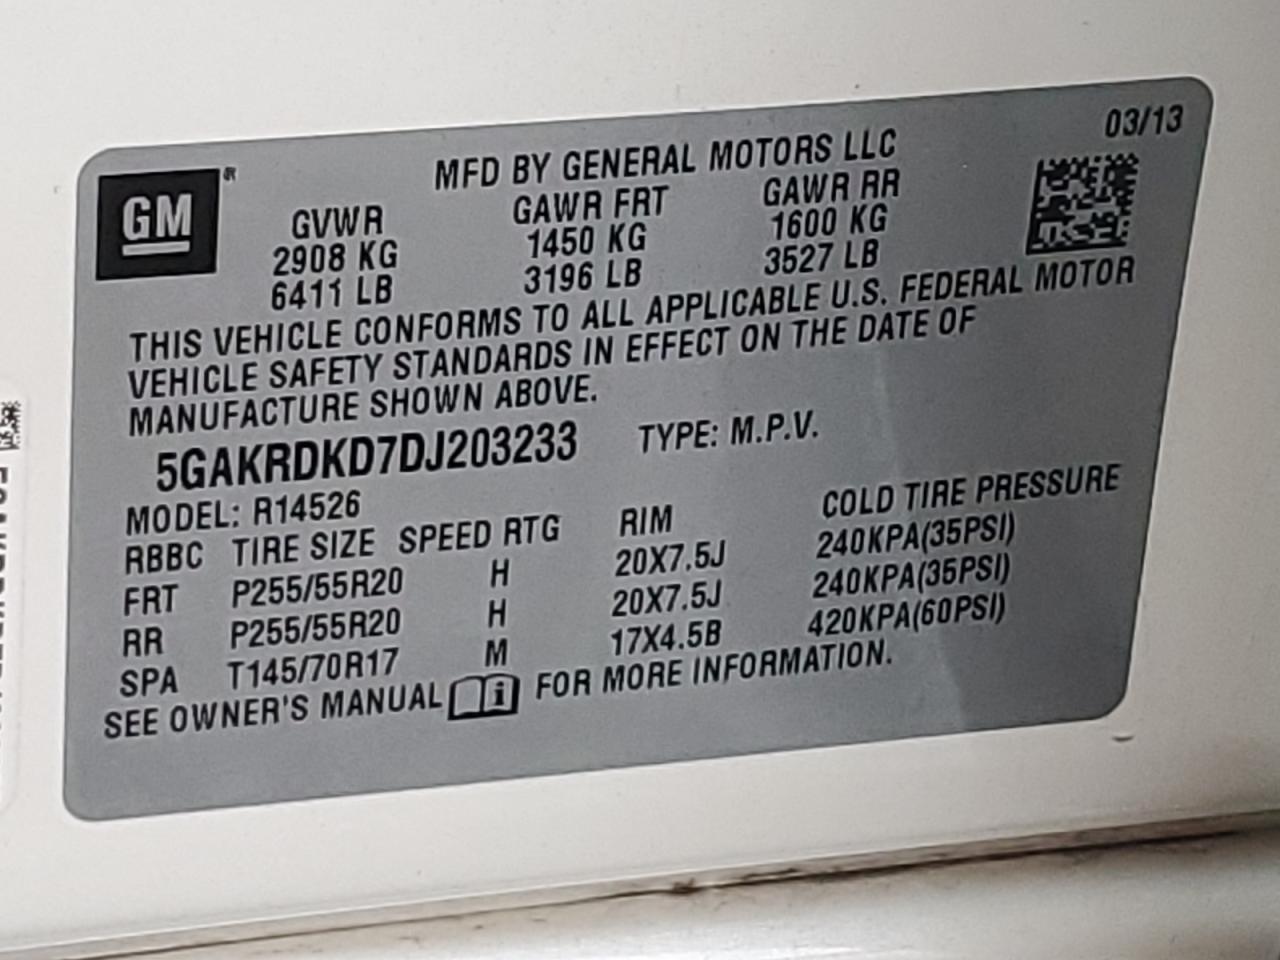 03/13
GM ®
MFD BY GENERAL MOTORS LLC
GVWR GAWR FRT GAWR RR
2908 KG 1450 KG 1600 KG
6411 LB 3196 LB 3527 LB
THIS VEHICLE CONFORMS TO ALL APPLICABLE U.S. FEDERAL MOTOR
VEHICLE SAFETY STANDARDS IN EFFECT ON THE DATE OF
MANUFACTURE SHOWN ABOVE.
5GAKRDKD7DJ203233 TYPE: M.P.V.
MODEL: R14526
RBBC TIRE SIZE SPEED RTG RIM COLD TIRE PRESSURE
FRT P255/55R20 H 20X7.5J 240KPA(35PSI)
RR P255/55R20 H 20X7.5J 240KPA(35PSI)
SPA T145/70R17 M 17X4.5B 420KPA(60PSI)
SEE OWNER'S MANUAL i FOR MORE INFORMATION.